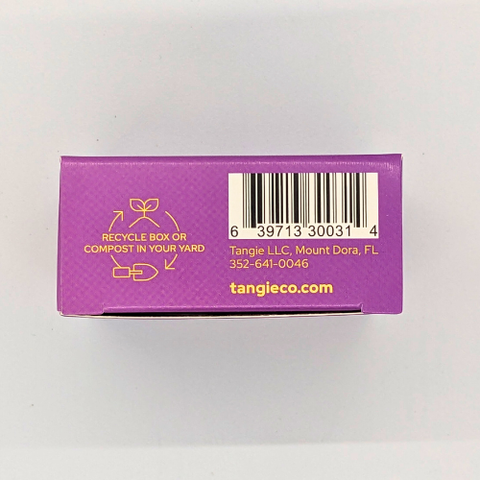 RECYCLE BOX OR
COMPOST IN YOUR YARD
6 39713 30031 4
Tangie LLC, Mount Dora, FL
352-641-0046
tangieco.com